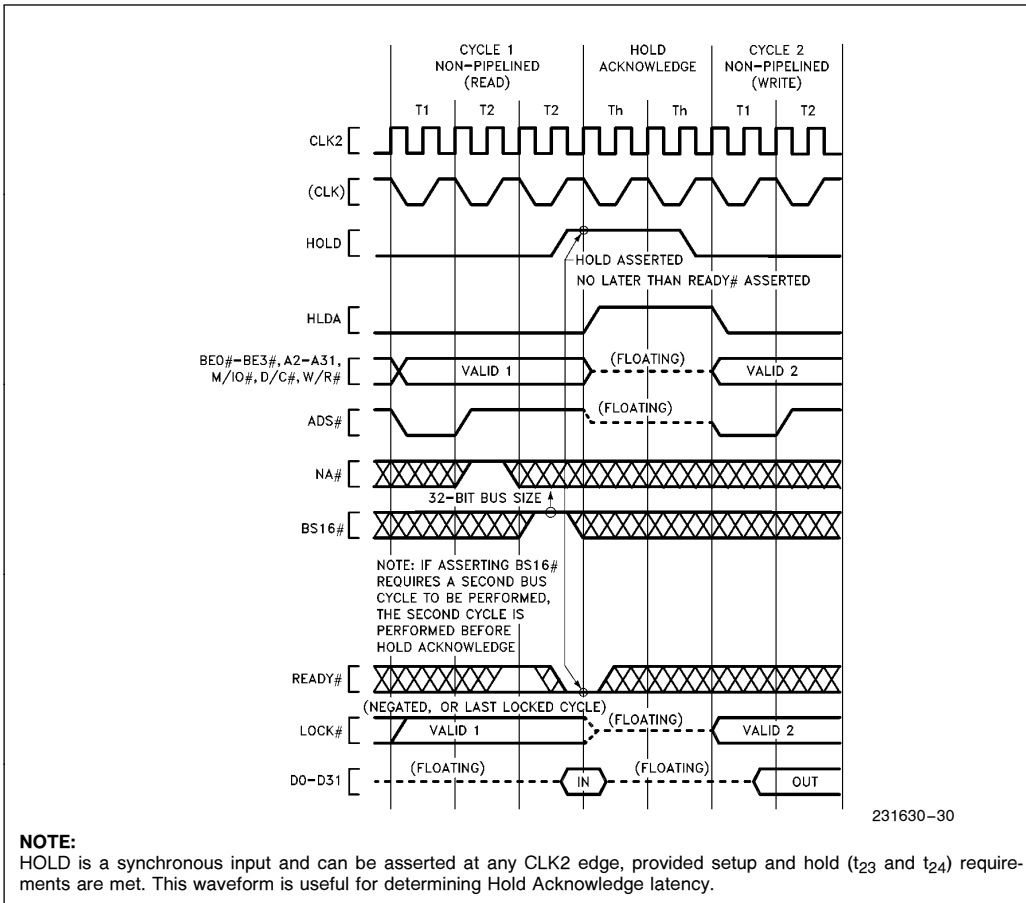 CYCLE 1
NON-PIPELINED
(READ)
HOLD
ACKNOWLEDGE
CYCLE 2
NON-PIPELINED
(WRITE)
T1 T2 T2 Th Th T1 T2
CLK2
(CLK)
HOLD
HOLD ASSERTED
NO LATER THAN READY# ASSERTED
HLDA
BE0#-BE3#, A2-A31,
M/IO#, D/C#, W/R#
VALID 1
(FLOATING)
VALID 2
ADS#
(FLOATING)
NA#
32-BIT BUS SIZE
BS16#
NOTE: IF ASSERTING BS16#
REQUIRES A SECOND BUS
CYCLE TO BE PERFORMED,
THE SECOND CYCLE IS
PERFORMED BEFORE
HOLD ACKNOWLEDGE
READY#
(NEGATED, OR LAST LOCKED CYCLE)
LOCK#
VALID 1
(FLOATING)
VALID 2
D0-D31
(FLOATING)
IN
(FLOATING)
OUT
231630–30
NOTE:
HOLD is a synchronous input and can be asserted at any CLK2 edge, provided setup and hold (t23 and t24) require-
ments are met. This waveform is useful for determining Hold Acknowledge latency.